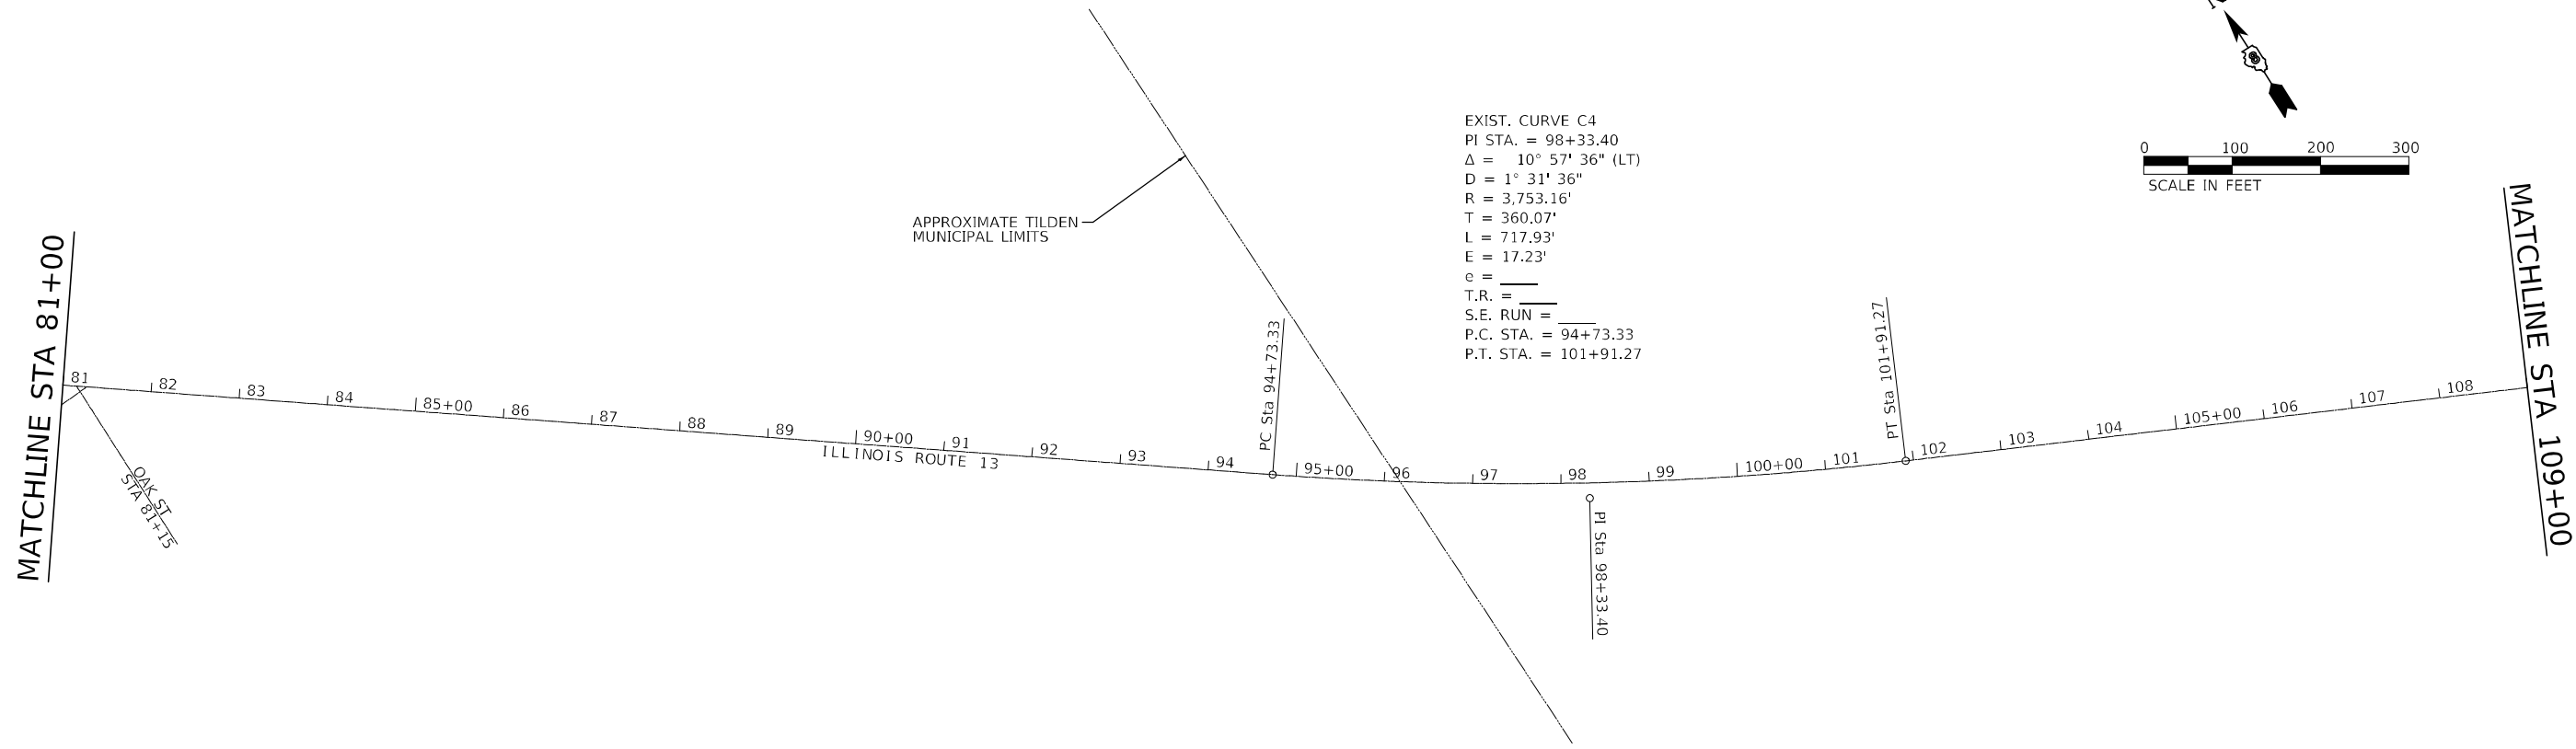 0 100 200 300
SCALE IN FEET
EXIST. CURVE C4
PI STA. = 98+33.40
Δ = 10° 57' 36" (LT)
D = 1° 31' 36"
R = 3,753.16'
T = 360.07'
L = 717.93'
E = 17.23'
e = ____
T.R. = ____
S.E. RUN = ____
P.C. STA. = 94+73.33
P.T. STA. = 101+91.27
APPROXIMATE TILDEN
MUNICIPAL LIMITS
MATCHLINE STA 81+00
81 82 83 84 85+00 86 87 88 89 90+00 91 92 93 94 95+00 96 97 98 99 100+00 101 102 103 104 105+00 106 107 108
ILLINOIS ROUTE 13
OAK ST
STA 81+15
PC Sta 94+73.33
PI Sta 98+33.40
PT Sta 101+91.27
MATCHLINE STA 109+00